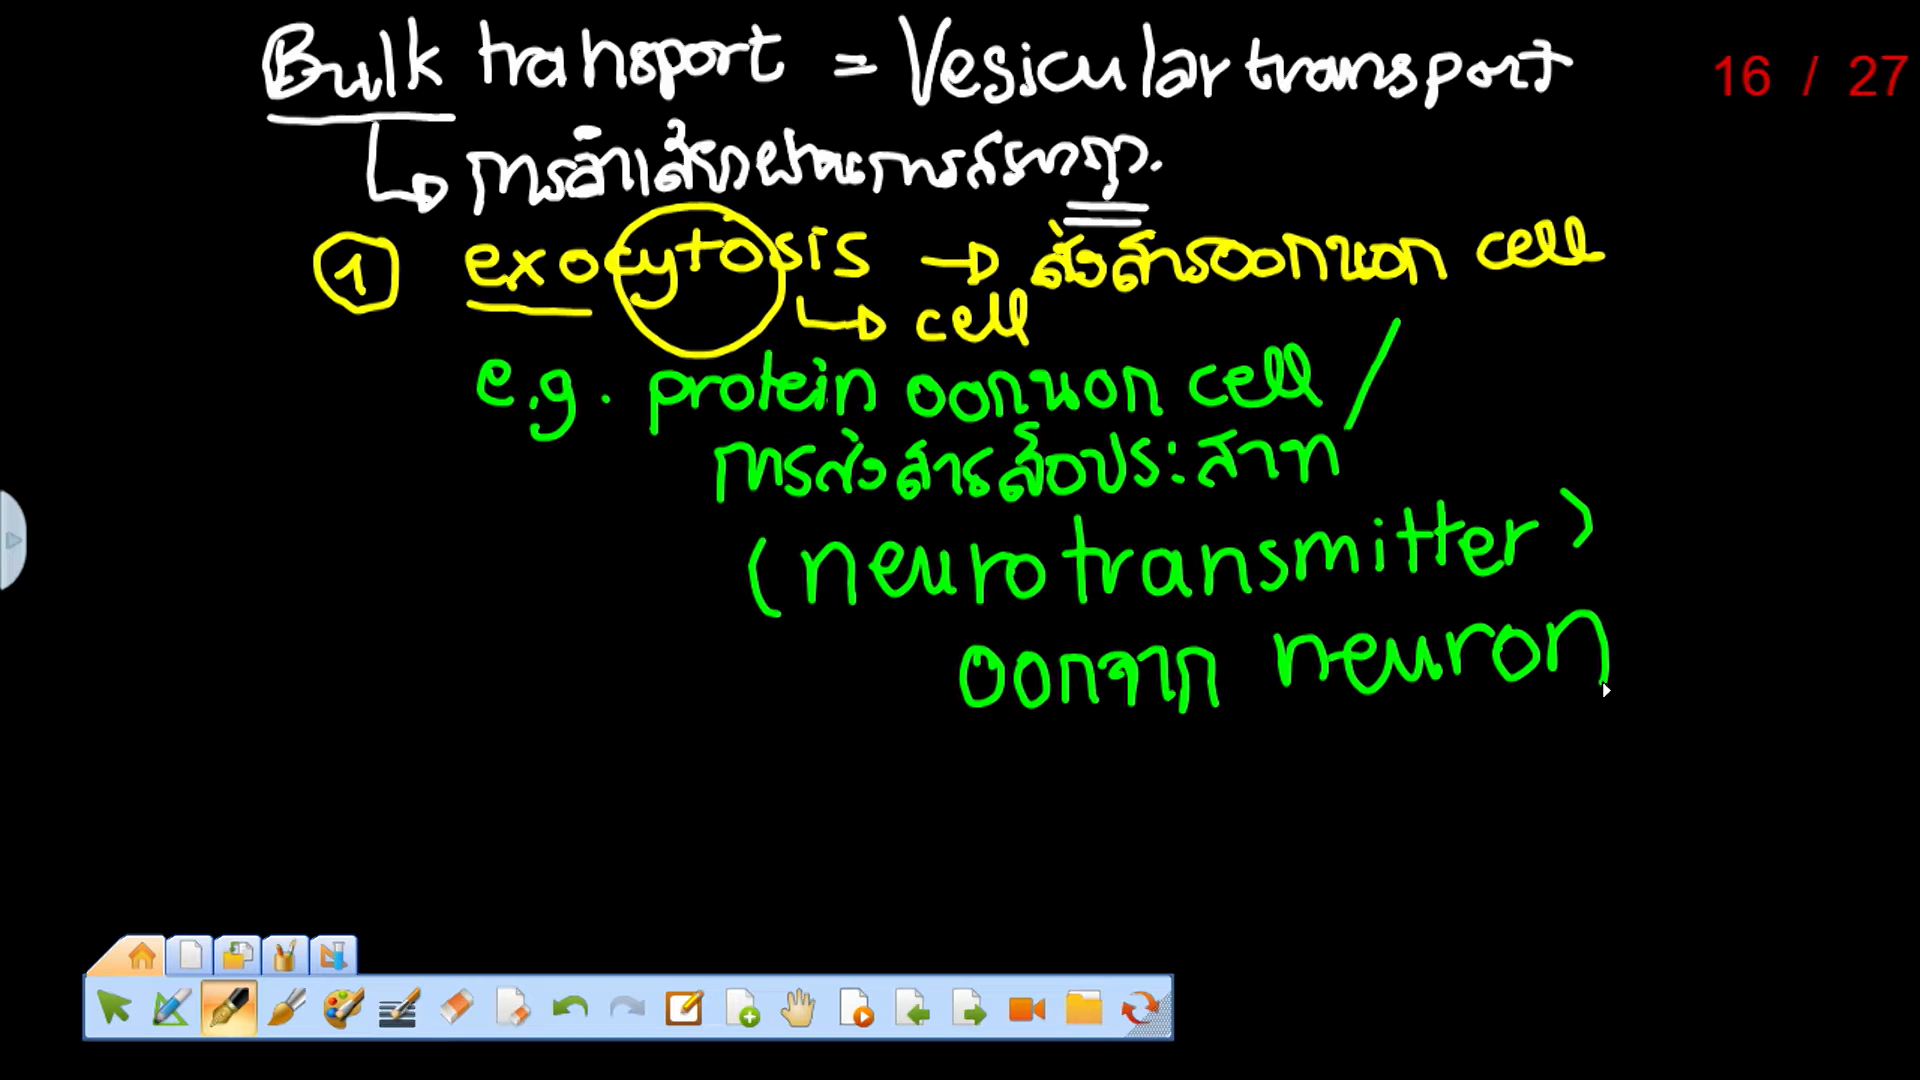 Bulk transport = Vesicular transport
16 / 27
การลำเลียงผ่านการสร้างถุง.
1 exocytosis → ส่งสารออกนอก cell
cell
e.g. protein ออกนอก cell /
การส่งสารสื่อประสาท
(neurotransmitter)
ออกจาก neuron